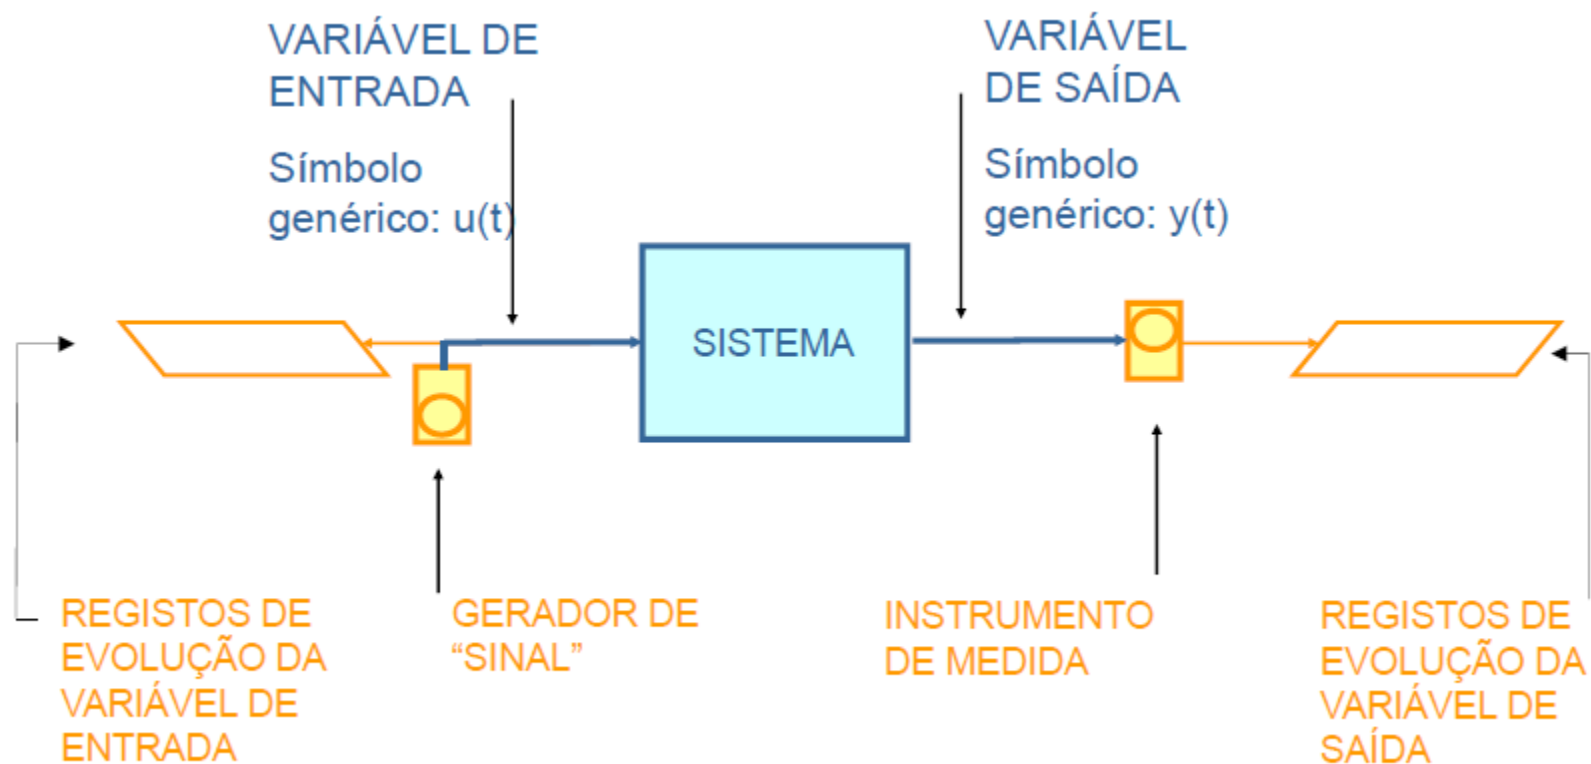 VARIÁVEL DE
ENTRADA
Símbolo
genérico: u(t)
VARIÁVEL
DE SAÍDA
Símbolo
genérico: y(t)
SISTEMA
REGISTOS DE
EVOLUÇÃO DA
VARIÁVEL DE
ENTRADA
GERADOR DE
“SINAL”
INSTRUMENTO
DE MEDIDA
REGISTOS DE
EVOLUÇÃO DA
VARIÁVEL DE
SAÍDA